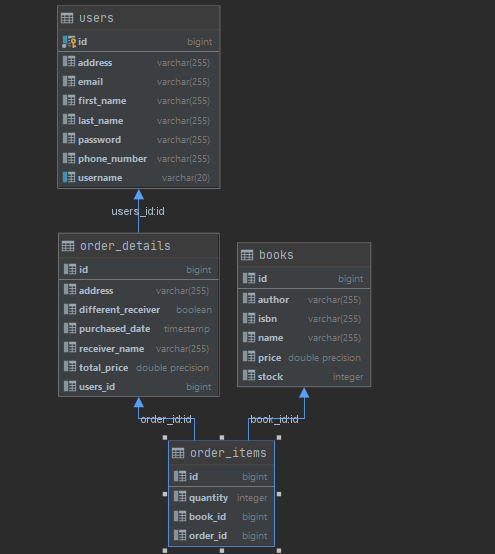 users
id bigint
address varchar(255)
email varchar(255)
first_name varchar(255)
last_name varchar(255)
password varchar(255)
phone_number varchar(255)
username varchar(20)
users_id:id
order_details
id bigint
address varchar(255)
different_receiver boolean
purchased_date timestamp
receiver_name varchar(255)
total_price double precision
users_id bigint
books
id bigint
author varchar(255)
isbn varchar(255)
name varchar(255)
price double precision
stock integer
order_id:id
book_id:id
order_items
id bigint
quantity integer
book_id bigint
order_id bigint